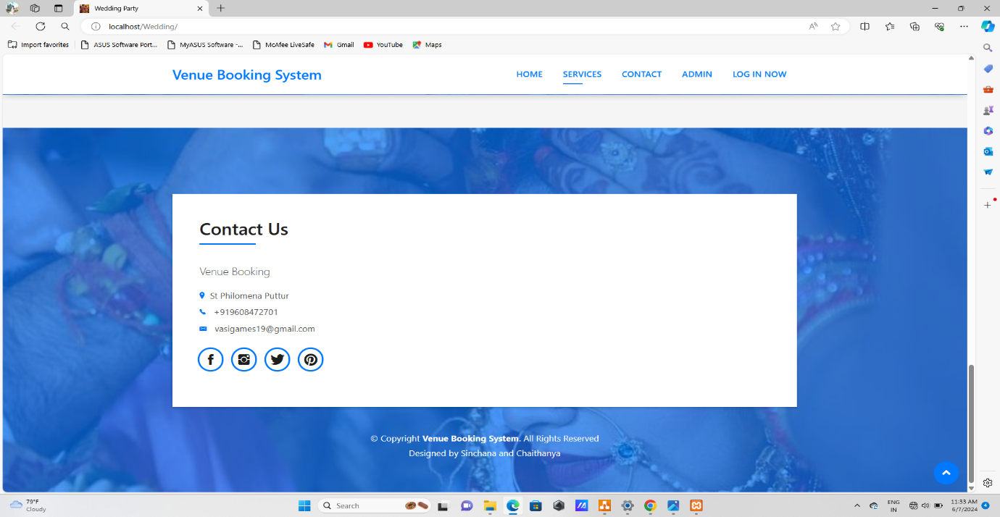 Wedding Party
localhost/Wedding/
Import favorites
ASUS Software Port...
MyASUS Software -...
McAfee LiveSafe
Gmail
YouTube
Maps
Venue Booking System
HOME
SERVICES
CONTACT
ADMIN
LOG IN NOW
Contact Us
Venue Booking
St Philomena Puttur
+919608472701
vasigames19@gmail.com
© Copyright Venue Booking System. All Rights Reserved
Designed by Sinchana and Chaithanya
79°F
Cloudy
Search
ENG
IN
11:33 AM
6/7/2024
4